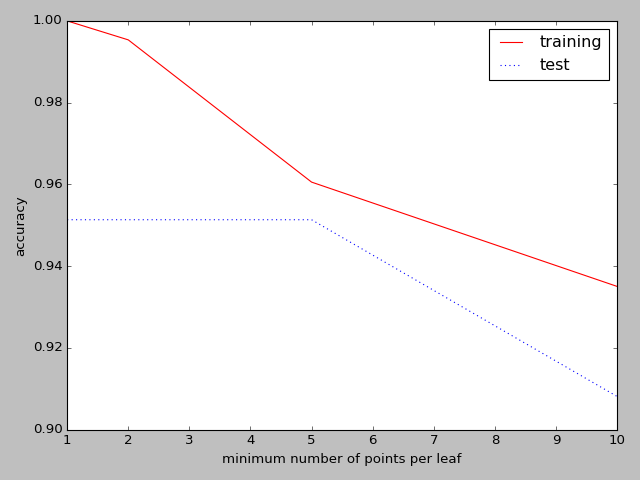 1.00
0.98
0.96
0.94
0.92
0.90
accuracy
training
test
1 2 3 4 5 6 7 8 9 10
minimum number of points per leaf